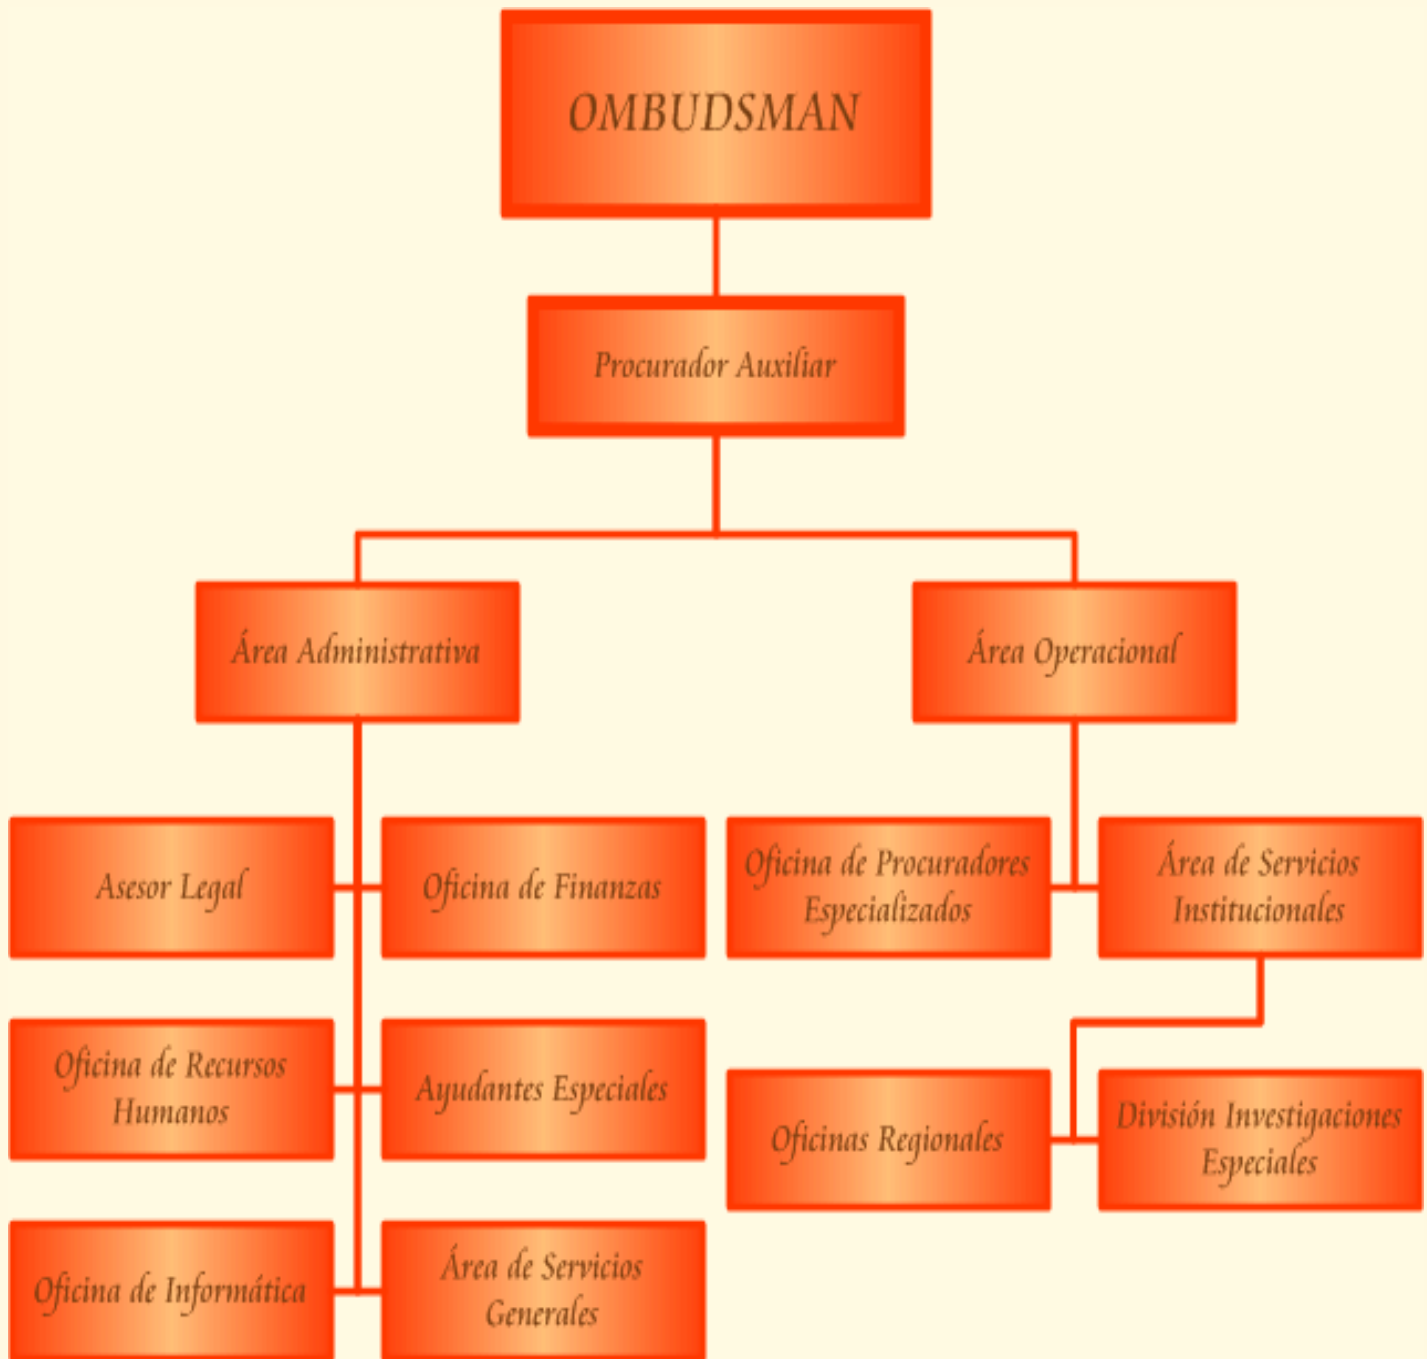 OMBUDSMAN
Procurador Auxiliar
Área Administrativa
Área Operacional
Asesor Legal
Oficina de Finanzas
Oficina de Procuradores
Especializados
Área de Servicios
Institucionales
Oficina de Recursos
Humanos
Ayudantes Especiales
Oficinas Regionales
División Investigaciones
Especiales
Oficina de Informática
Área de Servicios
Generales